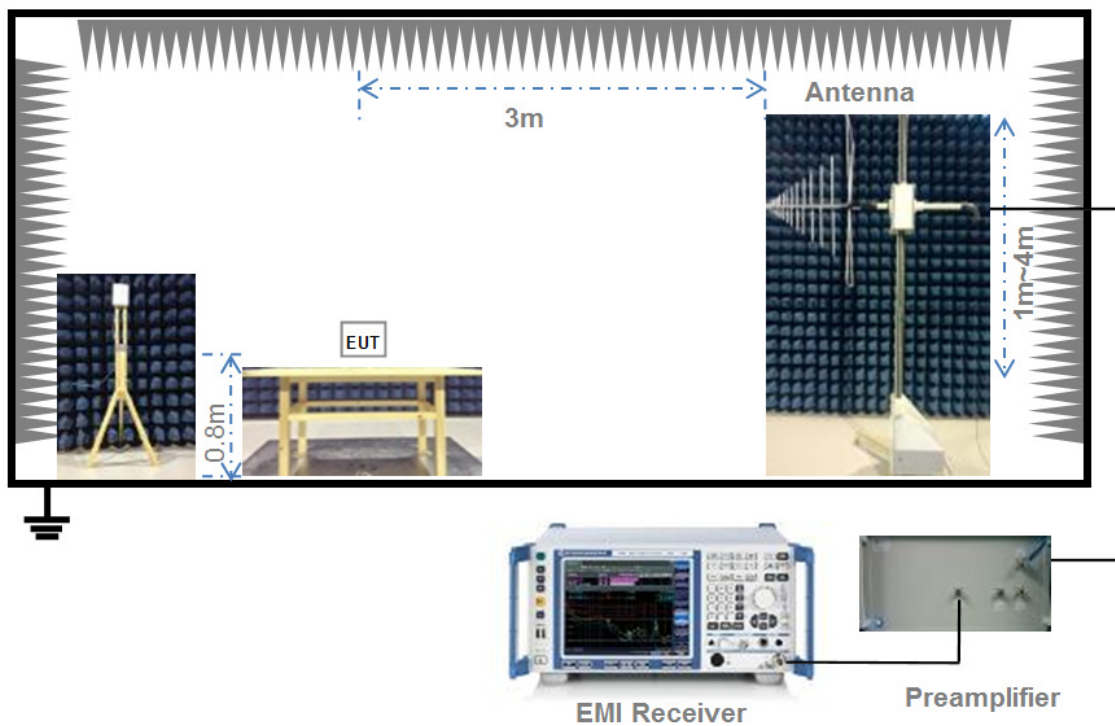 3m
Antenna
1m~4m
EUT
0.8m
EMI Receiver
Preamplifier